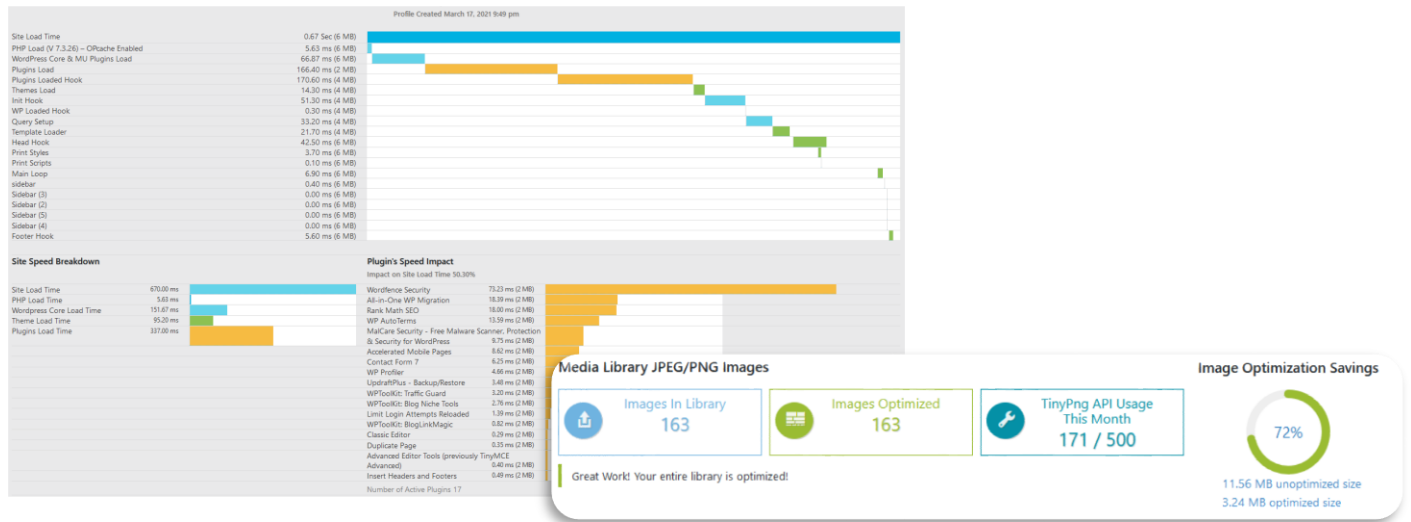 Profile Created March 17, 2021 9:49 pm
Site Load Time 0.67 Sec (6 MB)
PHP Load (V 7.3.26) – OPcache Enabled 5.63 ms (6 MB)
WordPress Core & MU Plugins Load 66.87 ms (6 MB)
Plugins Load 166.40 ms (2 MB)
Plugins Loaded Hook 170.60 ms (4 MB)
Themes Load 14.30 ms (4 MB)
Init Hook 51.30 ms (4 MB)
WP Loaded Hook 0.30 ms (4 MB)
Query Setup 33.20 ms (4 MB)
Template Loader 21.70 ms (4 MB)
Head Hook 42.50 ms (6 MB)
Print Styles 3.70 ms (6 MB)
Print Scripts 0.10 ms (6 MB)
Main Loop 6.90 ms (6 MB)
sidebar 0.40 ms (6 MB)
Sidebar (3) 0.00 ms (6 MB)
Sidebar (2) 0.00 ms (6 MB)
Sidebar (5) 0.00 ms (6 MB)
Sidebar (4) 0.00 ms (6 MB)
Footer Hook 5.60 ms (6 MB)
Site Speed Breakdown
Site Load Time 670.00 ms
PHP Load Time 5.63 ms
Wordpress Core Load Time 151.67 ms
Theme Load Time 95.20 ms
Plugins Load Time 337.00 ms
Plugin's Speed Impact
Impact on Site Load Time 50.30%
Wordfence Security 73.23 ms (2 MB)
All-in-One WP Migration 18.39 ms (2 MB)
Rank Math SEO 18.00 ms (2 MB)
WP AutoTerms 13.59 ms (2 MB)
MalCare Security - Free Malware Scanner, Protection
& Security for WordPress 9.75 ms (2 MB)
Accelerated Mobile Pages 8.62 ms (2 MB)
Contact Form 7 6.25 ms (2 MB)
WP Profiler 4.86 ms (2 MB)
UpdraftPlus - Backup/Restore 3.48 ms (2 MB)
WPToolKit: Traffic Guard 3.20 ms (2 MB)
WPToolKit: Blog Niche Tools 2.76 ms (2 MB)
Limit Login Attempts Reloaded 1.39 ms (2 MB)
WPToolKit: BlogLinkMagic 0.82 ms (2 MB)
Classic Editor 0.29 ms (2 MB)
Duplicate Page 0.35 ms (2 MB)
Advanced Editor Tools (previously TinyMCE
Advanced) 0.40 ms (2 MB)
Insert Headers and Footers 0.49 ms (2 MB)
Number of Active Plugins 17
Media Library JPEG/PNG Images
Images In Library
163
Images Optimized
163
TinyPng API Usage
This Month
171 / 500
Great Work! Your entire library is optimized!
Image Optimization Savings
72%
11.56 MB unoptimized size
3.24 MB optimized size